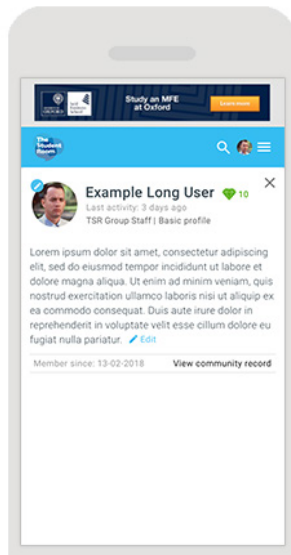 UNIVERSITY OF
OXFORD
Study an MFE
at Oxford
Learn more
The
Student
Room
Example Long User 10
Last activity: 3 days ago
TSR Group Staff | Basic profile
Lorem ipsum dolor sit amet, consectetur adipiscing
elit, sed do eiusmod tempor incididunt ut labore et
dolore magna aliqua. Ut enim ad minim veniam, quis
nostrud exercitation ullamco laboris nisi ut aliquip ex
ea commodo consequat. Duis aute irure dolor in
reprehenderit in voluptate velit esse cillum dolore eu
fugiat nulla pariatur. Edit
Member since: 13-02-2018 View community record